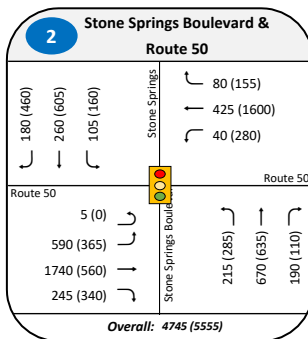 2
Stone Springs Boulevard &
Route 50
180 (460)
260 (605)
105 (160)
Stone Springs
80 (155)
425 (1600)
40 (280)
Route 50
Route 50
5 (0)
590 (365)
1740 (560)
245 (340)
Stone Springs Boulev
215 (285)
670 (635)
190 (110)
Overall: 4745 (5555)